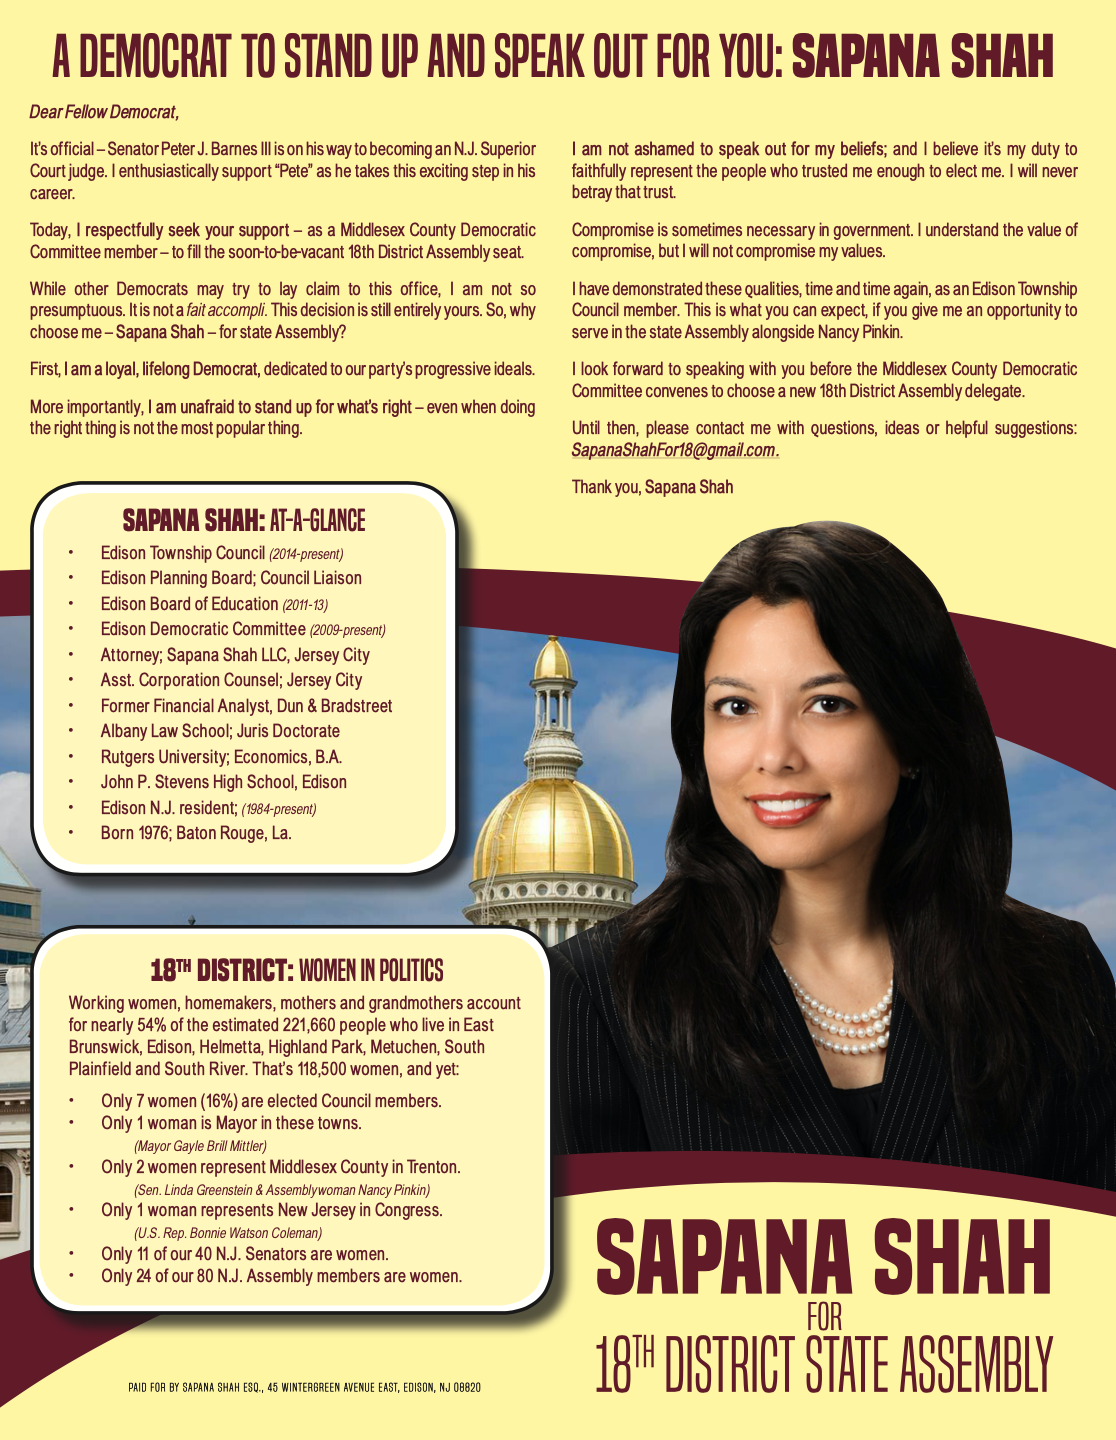 A DEMOCRAT TO STAND UP AND SPEAK OUT FOR YOU: SAPANA SHAH
Dear Fellow Democrat,
It's official – Senator Peter J. Barnes III is on his way to becoming an N.J. Superior
Court judge. I enthusiastically support “Pete” as he takes this exciting step in his
career.
Today, I respectfully seek your support – as a Middlesex County Democratic
Committee member – to fill the soon-to-be-vacant 18th District Assembly seat.
While other Democrats may try to lay claim to this office, I am not so
presumptuous. It is not a fait accompli. This decision is still entirely yours. So, why
choose me – Sapana Shah – for state Assembly?
First, I am a loyal, lifelong Democrat, dedicated to our party's progressive ideals.
More importantly, I am unafraid to stand up for what's right – even when doing
the right thing is not the most popular thing.
I am not ashamed to speak out for my beliefs; and I believe it's my duty to
faithfully represent the people who trusted me enough to elect me. I will never
betray that trust.
Compromise is sometimes necessary in government. I understand the value of
compromise, but I will not compromise my values.
I have demonstrated these qualities, time and time again, as an Edison Township
Council member. This is what you can expect, if you give me an opportunity to
serve in the state Assembly alongside Nancy Pinkin.
I look forward to speaking with you before the Middlesex County Democratic
Committee convenes to choose a new 18th District Assembly delegate.
Until then, please contact me with questions, ideas or helpful suggestions:
SapanaShahFor18@gmail.com.
Thank you, Sapana Shah
SAPANA SHAH: AT-A-GLANCE
• Edison Township Council (2014-present)
• Edison Planning Board; Council Liaison
• Edison Board of Education (2011-13)
• Edison Democratic Committee (2009-present)
• Attorney; Sapana Shah LLC, Jersey City
• Asst. Corporation Counsel; Jersey City
• Former Financial Analyst, Dun & Bradstreet
• Albany Law School; Juris Doctorate
• Rutgers University; Economics, B.A.
• John P. Stevens High School, Edison
• Edison N.J. resident; (1984-present)
• Born 1976; Baton Rouge, La.
18TH DISTRICT: WOMEN IN POLITICS
Working women, homemakers, mothers and grandmothers account
for nearly 54% of the estimated 221,660 people who live in East
Brunswick, Edison, Helmetta, Highland Park, Metuchen, South
Plainfield and South River. That's 118,500 women, and yet:
• Only 7 women (16%) are elected Council members.
• Only 1 woman is Mayor in these towns.
(Mayor Gayle Brill Mittler)
• Only 2 women represent Middlesex County in Trenton.
(Sen. Linda Greenstein & Assemblywoman Nancy Pinkin)
• Only 1 woman represents New Jersey in Congress.
(U.S. Rep. Bonnie Watson Coleman)
• Only 11 of our 40 N.J. Senators are women.
• Only 24 of our 80 N.J. Assembly members are women.
SAPANA SHAH
FOR
18TH DISTRICT STATE ASSEMBLY
PAID FOR BY SAPANA SHAH ESQ., 45 WINTERGREEN AVENUE EAST, EDISON, NJ 08820